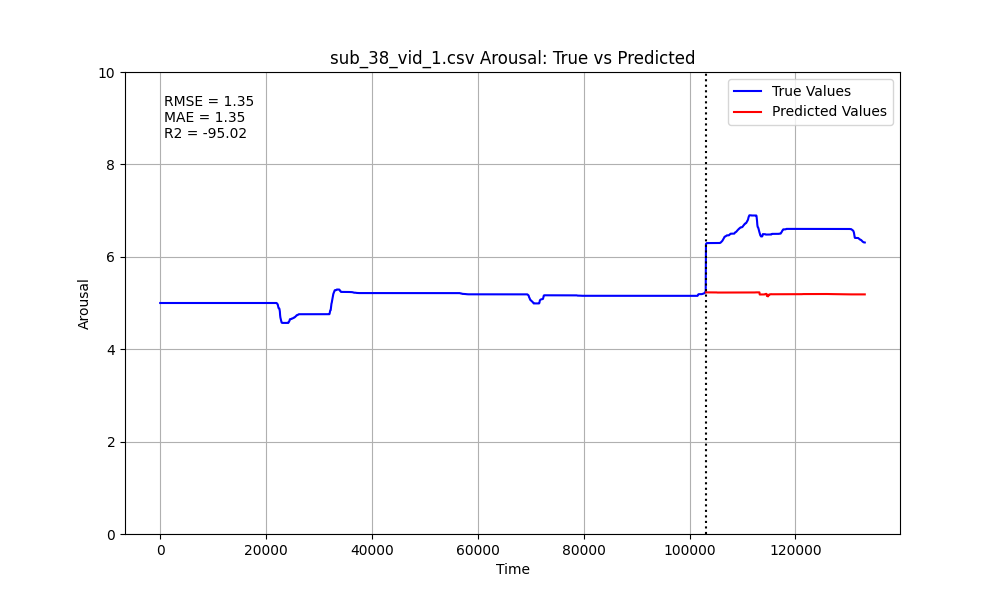 sub_38_vid_1.csv Arousal: True vs Predicted
RMSE = 1.35
MAE = 1.35
R2 = -95.02
True Values
Predicted Values
10
8
6
4
2
0
Arousal
0
20000
40000
60000
80000
100000
120000
Time